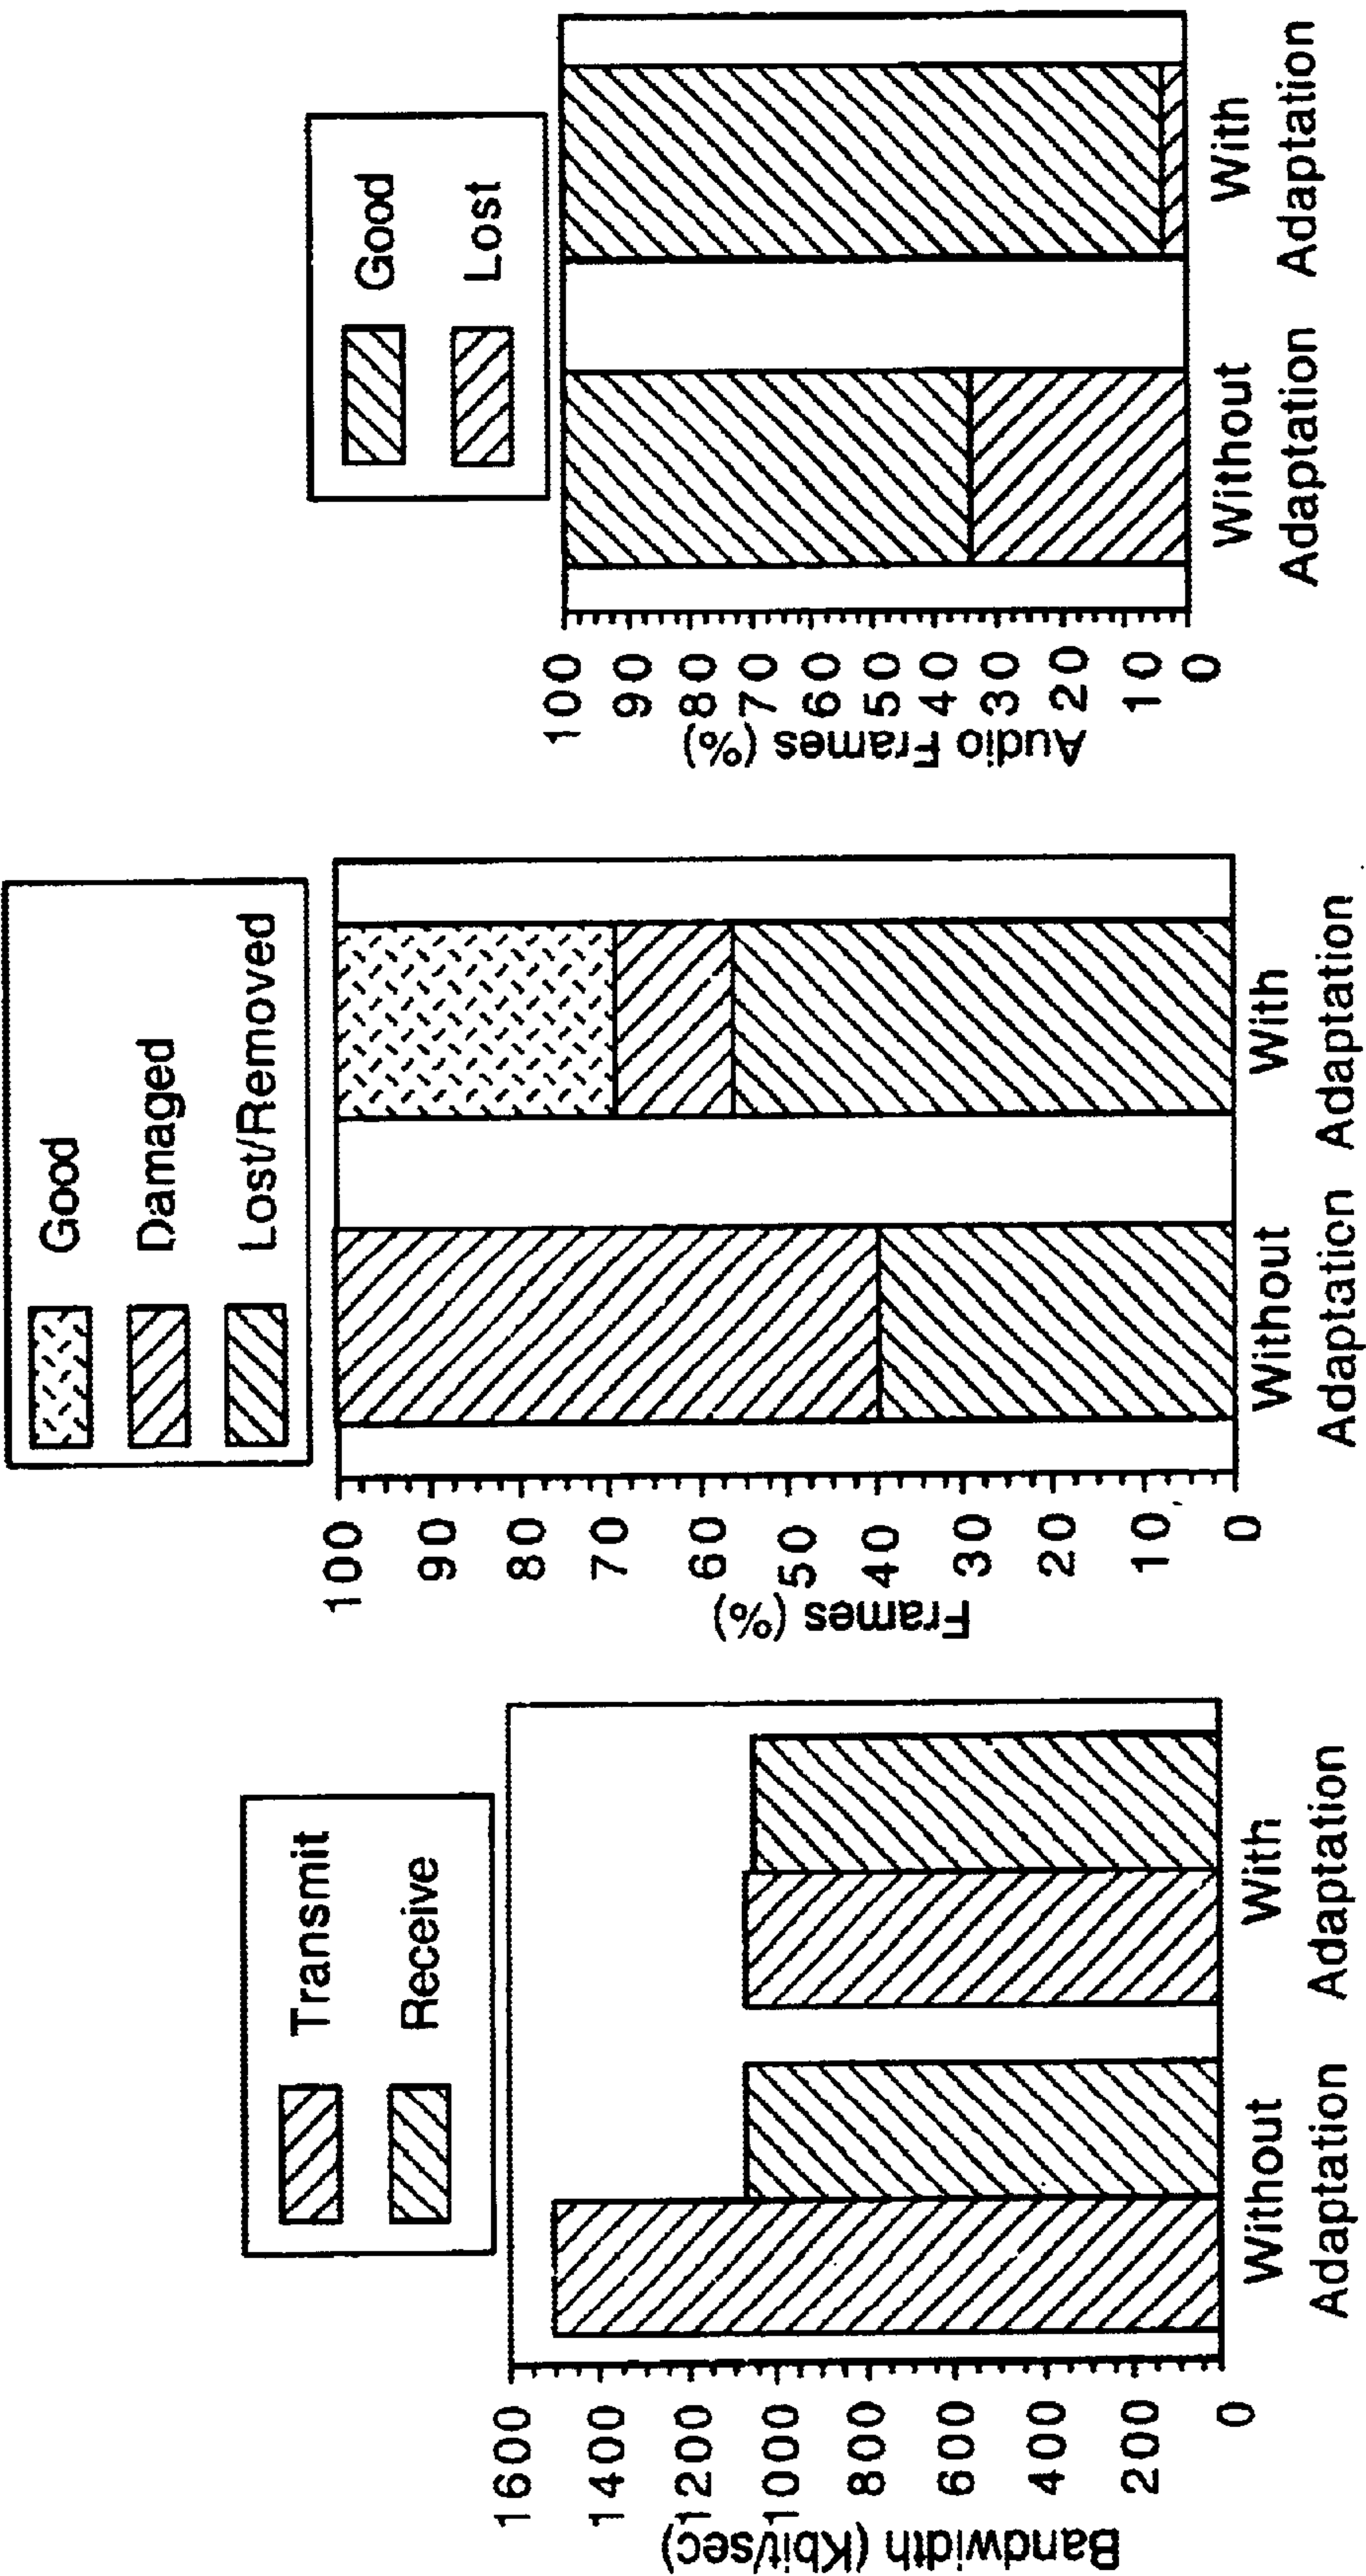 Transmit
Receive
Bandwidth (Kbit/sec)
1600
1400
1200
1000
800
600
400
200
0
Without
Adaptation
With
Adaptation
Good
Damaged
Lost/Removed
Frames (%)
100
90
80
70
60
50
40
30
20
10
0
Without
Adaptation
With
Adaptation
Good
Lost
Audio Frames (%)
100
90
80
70
60
50
40
30
20
10
0
Without
Adaptation
With
Adaptation